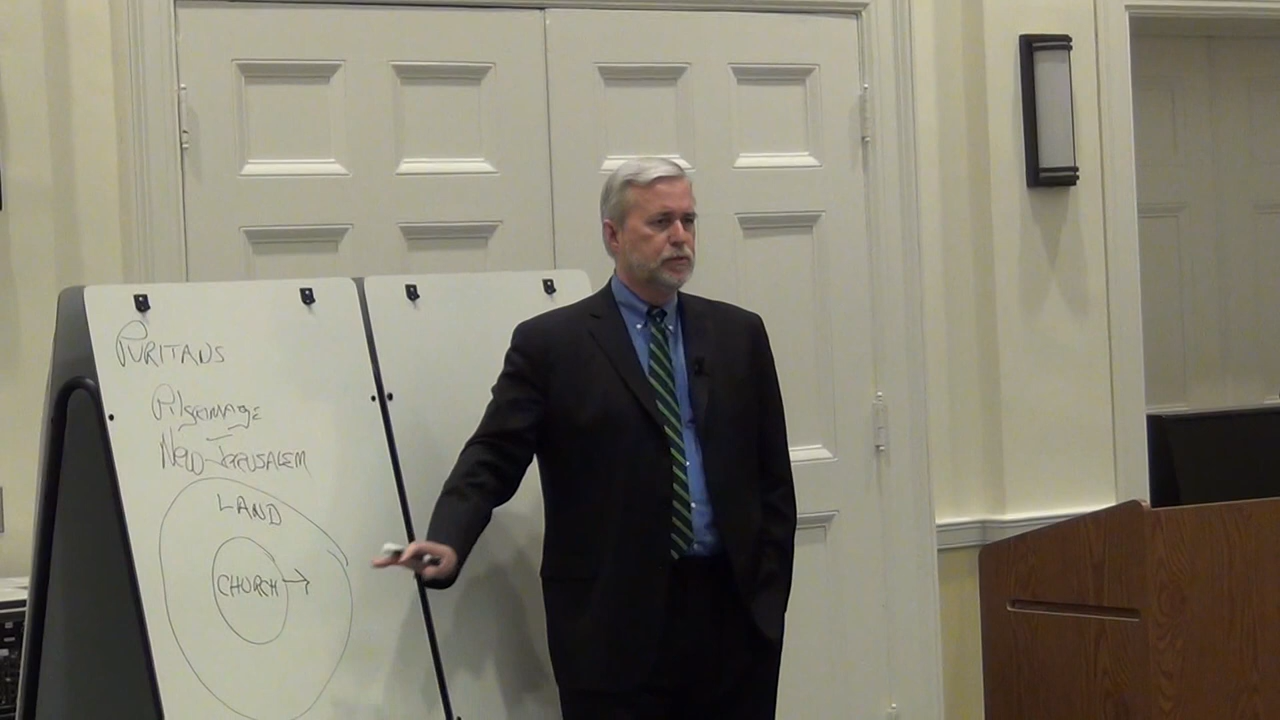 PURITANS
PilgRIMAgE
NEW JERUSALEM
LAND
CHURCH